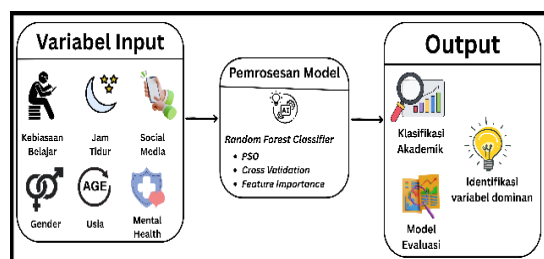 Variabel Input
Kebiasaan
Belajar
Jam
Tidur
Social
Media
AGE
Gender
Usia
Mental
Health
Pemrosesan Model
AI
Random Forest Classifier
• PSO
• Cross Validation
• Feature Importance
Output
Klasifikasi
Akademik
Identifikasi
variabel dominan
Model
Evaluasi